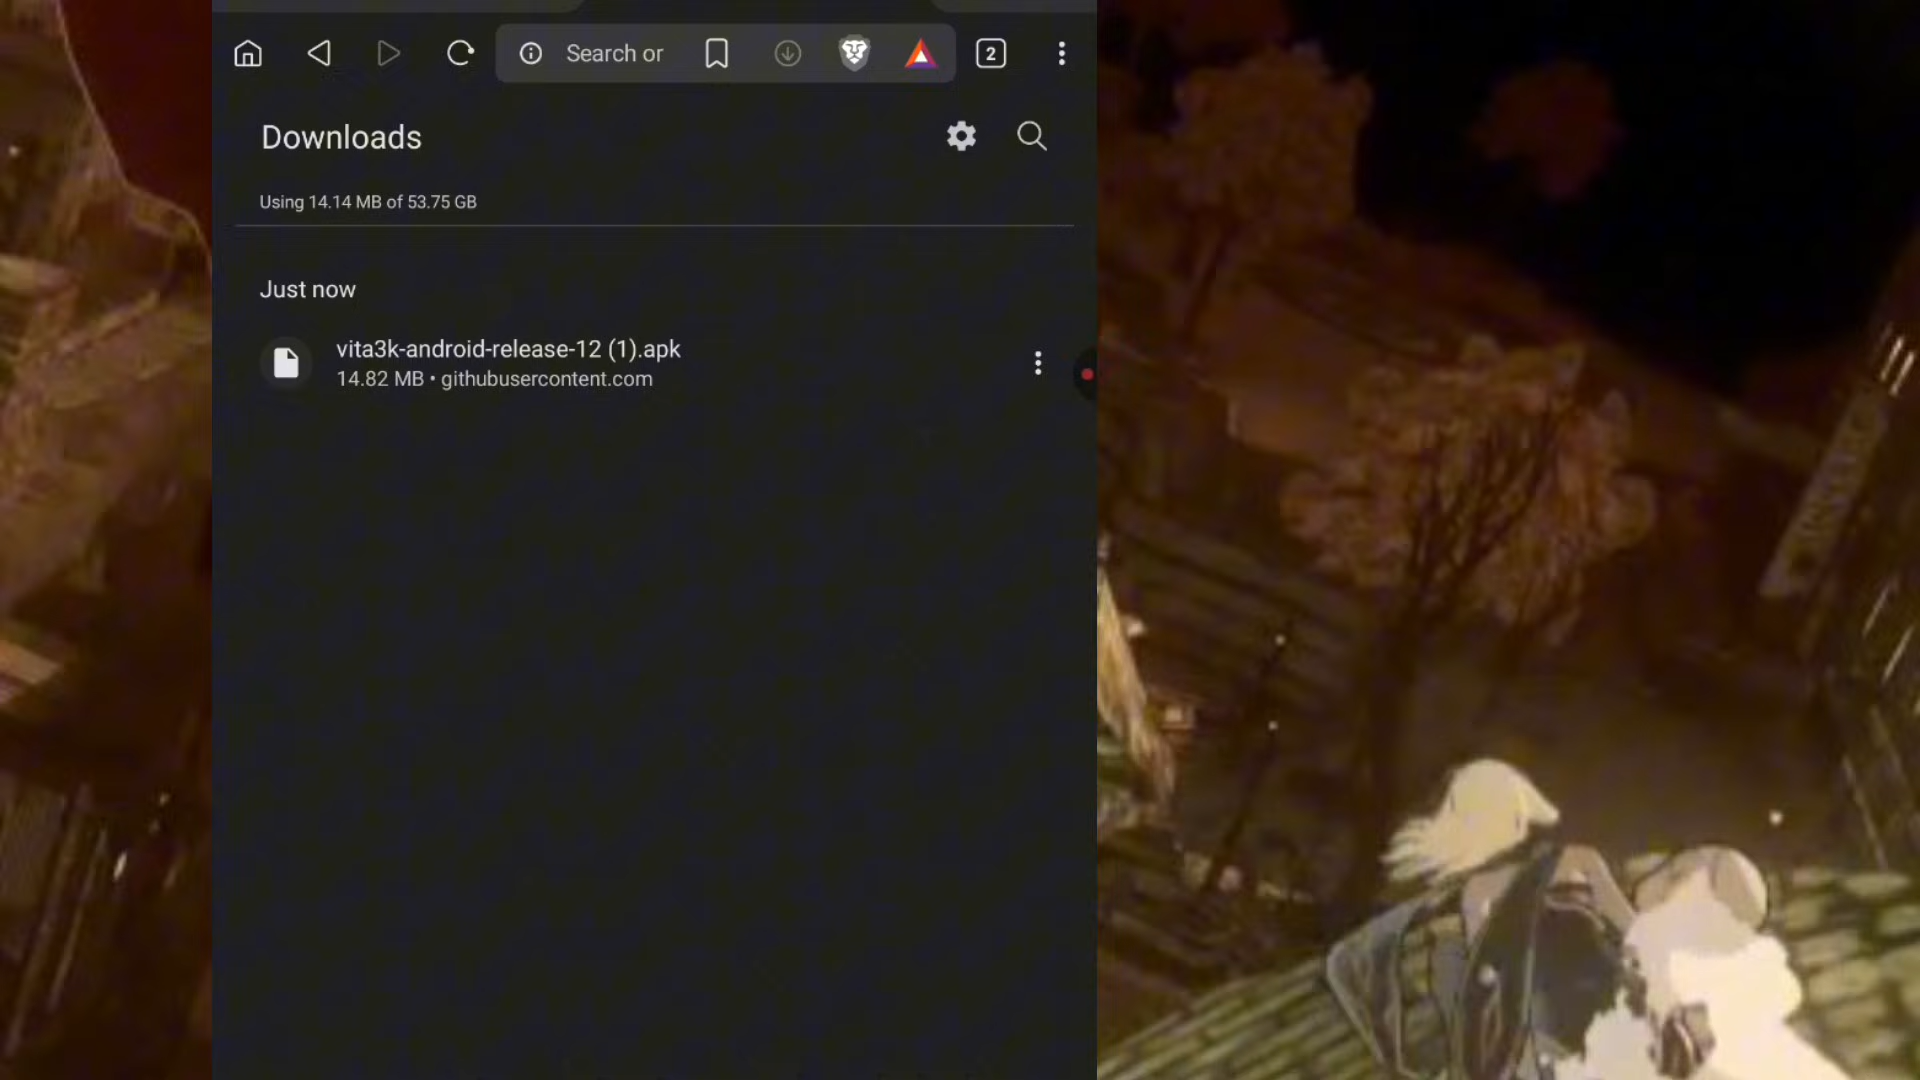 Search or
2
Downloads
Using 14.14 MB of 53.75 GB
Just now
vita3k-android-release-12 (1).apk
14.82 MB • githubusercontent.com